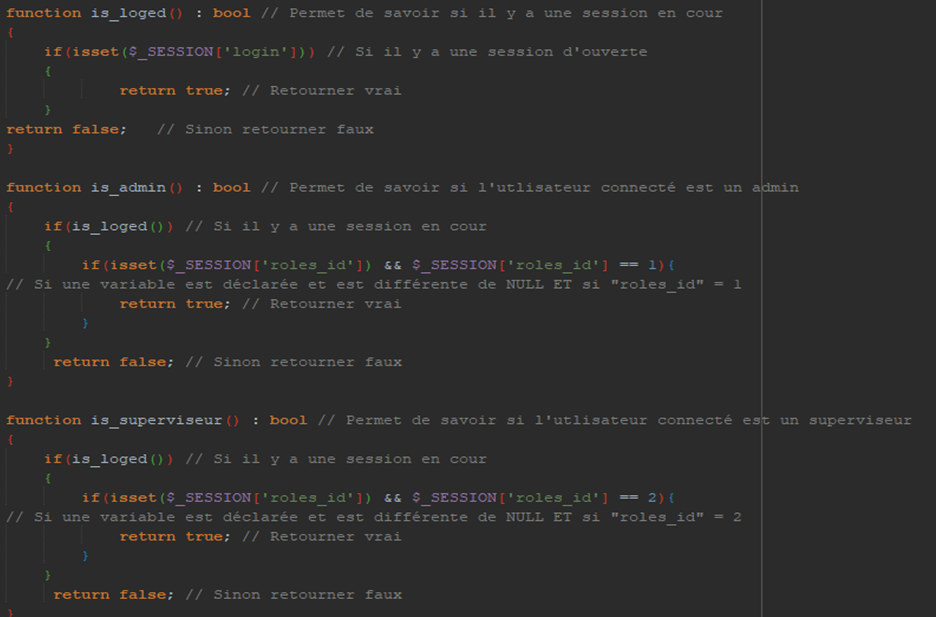 function is_loged() : bool // Permet de savoir si il y a une session en cour
{
if(isset($_SESSION['login'])) // Si il y a une session d'ouverte
{
return true; // Retourner vrai
}
return false; // Sinon retourner faux
}
function is_admin() : bool // Permet de savoir si l'utlisateur connecté est un admin
{
if(is_loged()) // Si il y a une session en cour
{
if(isset($_SESSION['roles_id']) && $_SESSION['roles_id'] == 1){
// Si une variable est déclarée et est différente de NULL ET si "roles_id" = 1
return true; // Retourner vrai
}
}
return false; // Sinon retourner faux
}
function is_superviseur() : bool // Permet de savoir si l'utlisateur connecté est un superviseur
{
if(is_loged()) // Si il y a une session en cour
{
if(isset($_SESSION['roles_id']) && $_SESSION['roles_id'] == 2){
// Si une variable est déclarée et est différente de NULL ET si "roles_id" = 2
return true; // Retourner vrai
}
}
return false; // Sinon retourner faux
}